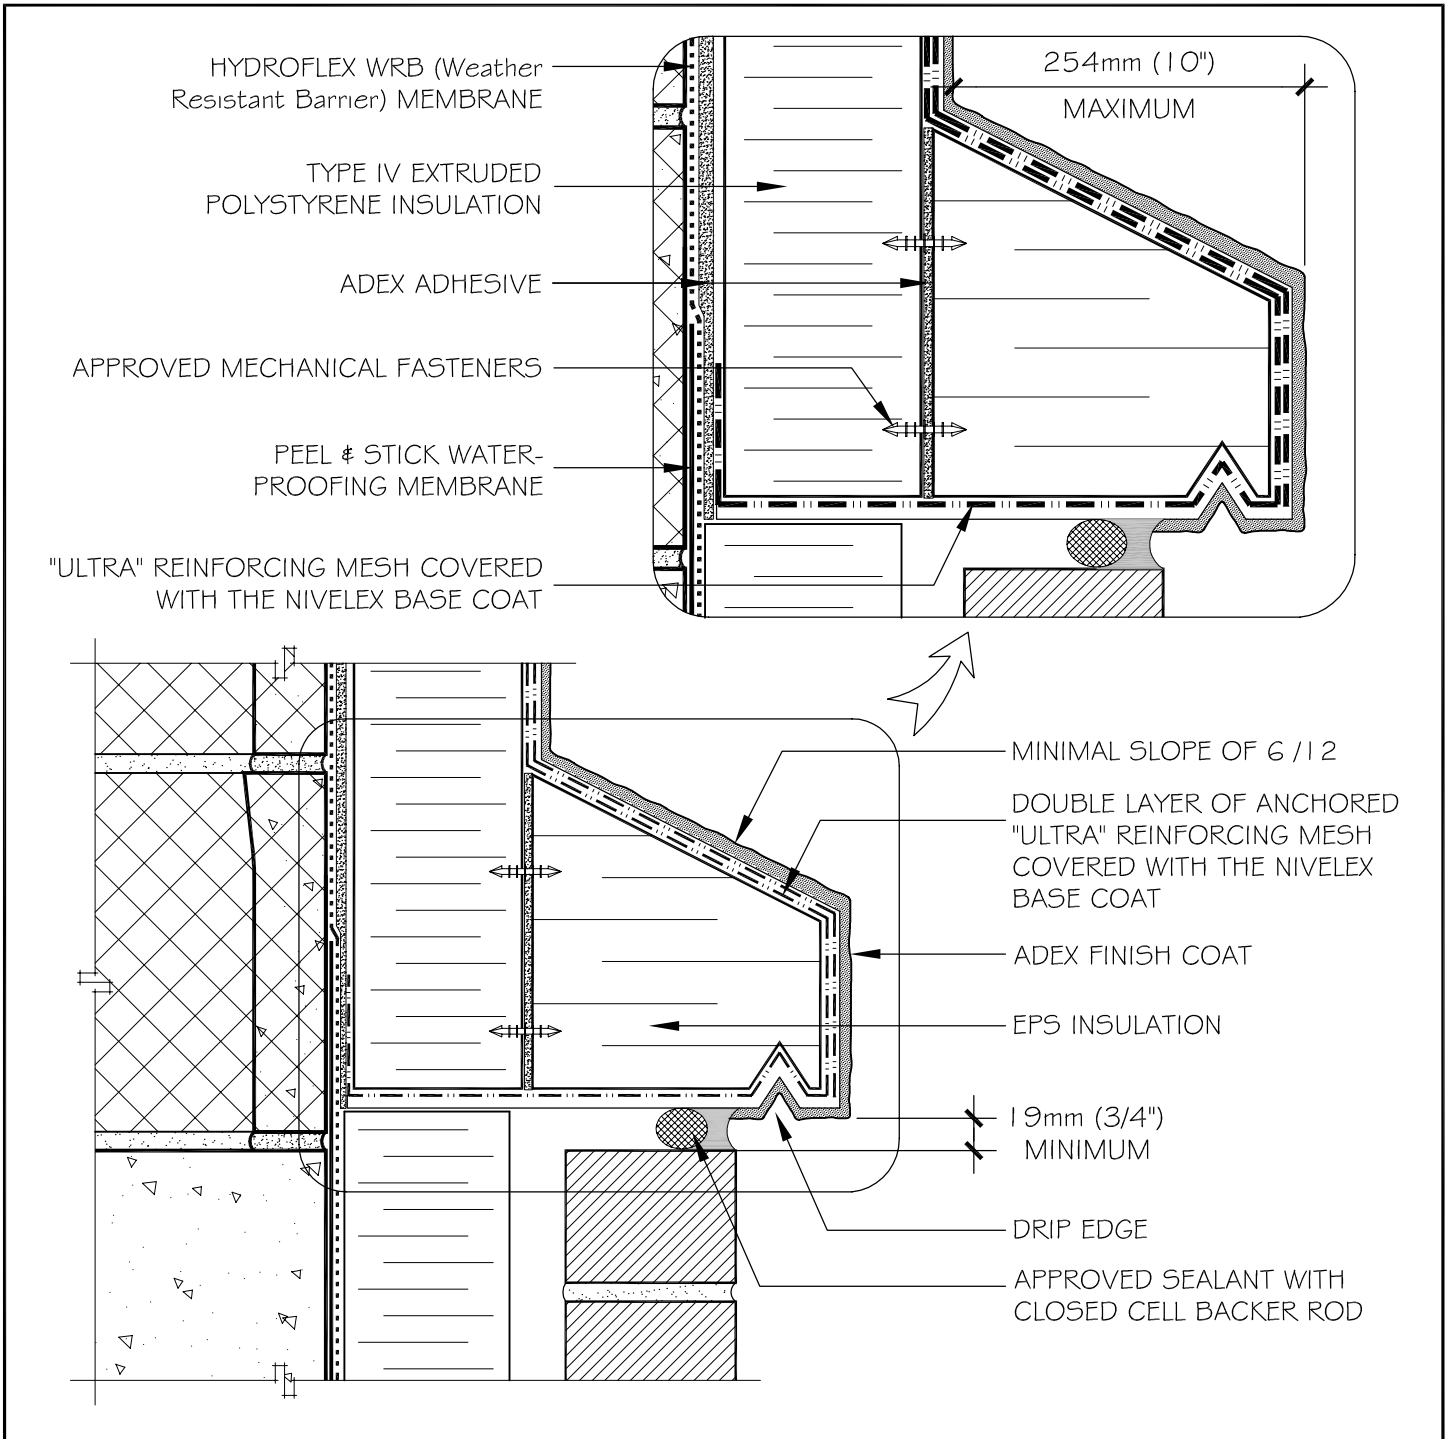 HYDROFLEX WRB (Weather
Resistant Barrier) MEMBRANE
254mm (10")
MAXIMUM
TYPE IV EXTRUDED
POLYSTYRENE INSULATION
ADEX ADHESIVE
APPROVED MECHANICAL FASTENERS
PEEL & STICK WATER-
PROOFING MEMBRANE
"ULTRA" REINFORCING MESH COVERED
WITH THE NIVELEX BASE COAT
MINIMAL SLOPE OF 6 /12
DOUBLE LAYER OF ANCHORED
"ULTRA" REINFORCING MESH
COVERED WITH THE NIVELEX
BASE COAT
ADEX FINISH COAT
EPS INSULATION
19mm (3/4")
MINIMUM
DRIP EDGE
APPROVED SEALANT WITH
CLOSED CELL BACKER ROD